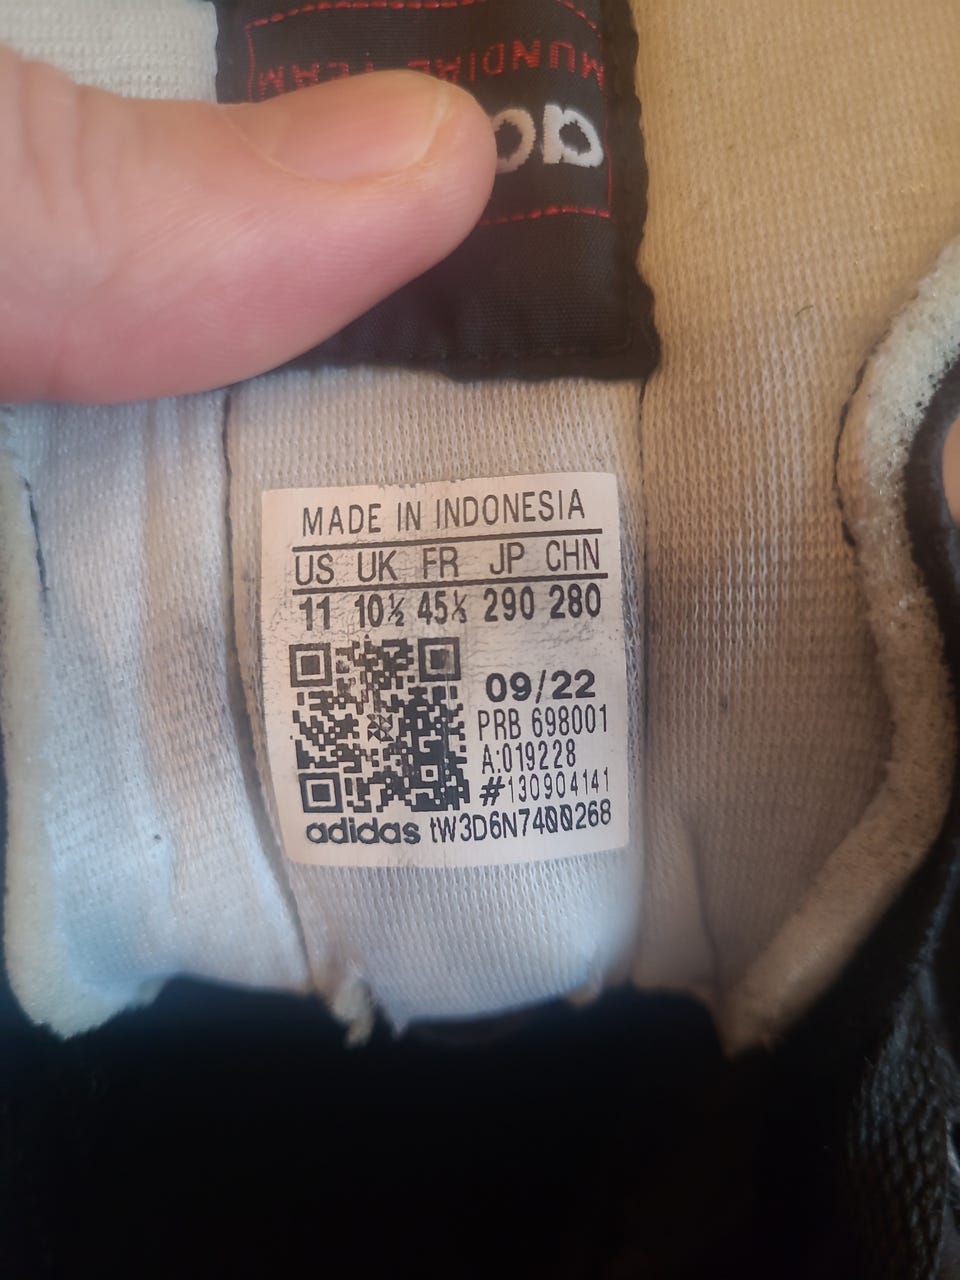 MUNDIAL TEAM
MADE IN INDONESIA
US UK FR JP CHN
11 10½ 45⅓ 290 280
09/22
PRB 698001
A:019228
#130904141
adidas tW3D6N7400268